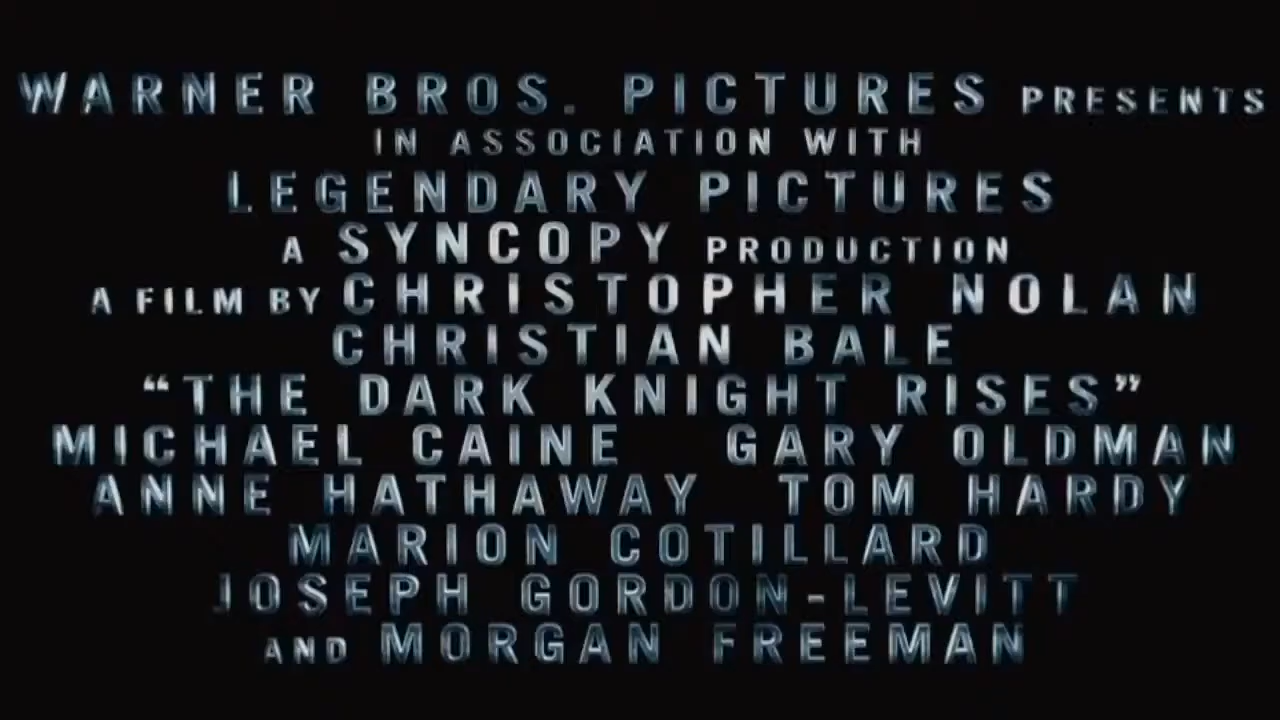 WARNER BROS. PICTURES PRESENTS
IN ASSOCIATION WITH
LEGENDARY PICTURES
A SYNCOPY PRODUCTION
A FILM BY CHRISTOPHER NOLAN
CHRISTIAN BALE
“THE DARK KNIGHT RISES”
MICHAEL CAINE GARY OLDMAN
ANNE HATHAWAY TOM HARDY
MARION COTILLARD
JOSEPH GORDON-LEVITT
AND MORGAN FREEMAN